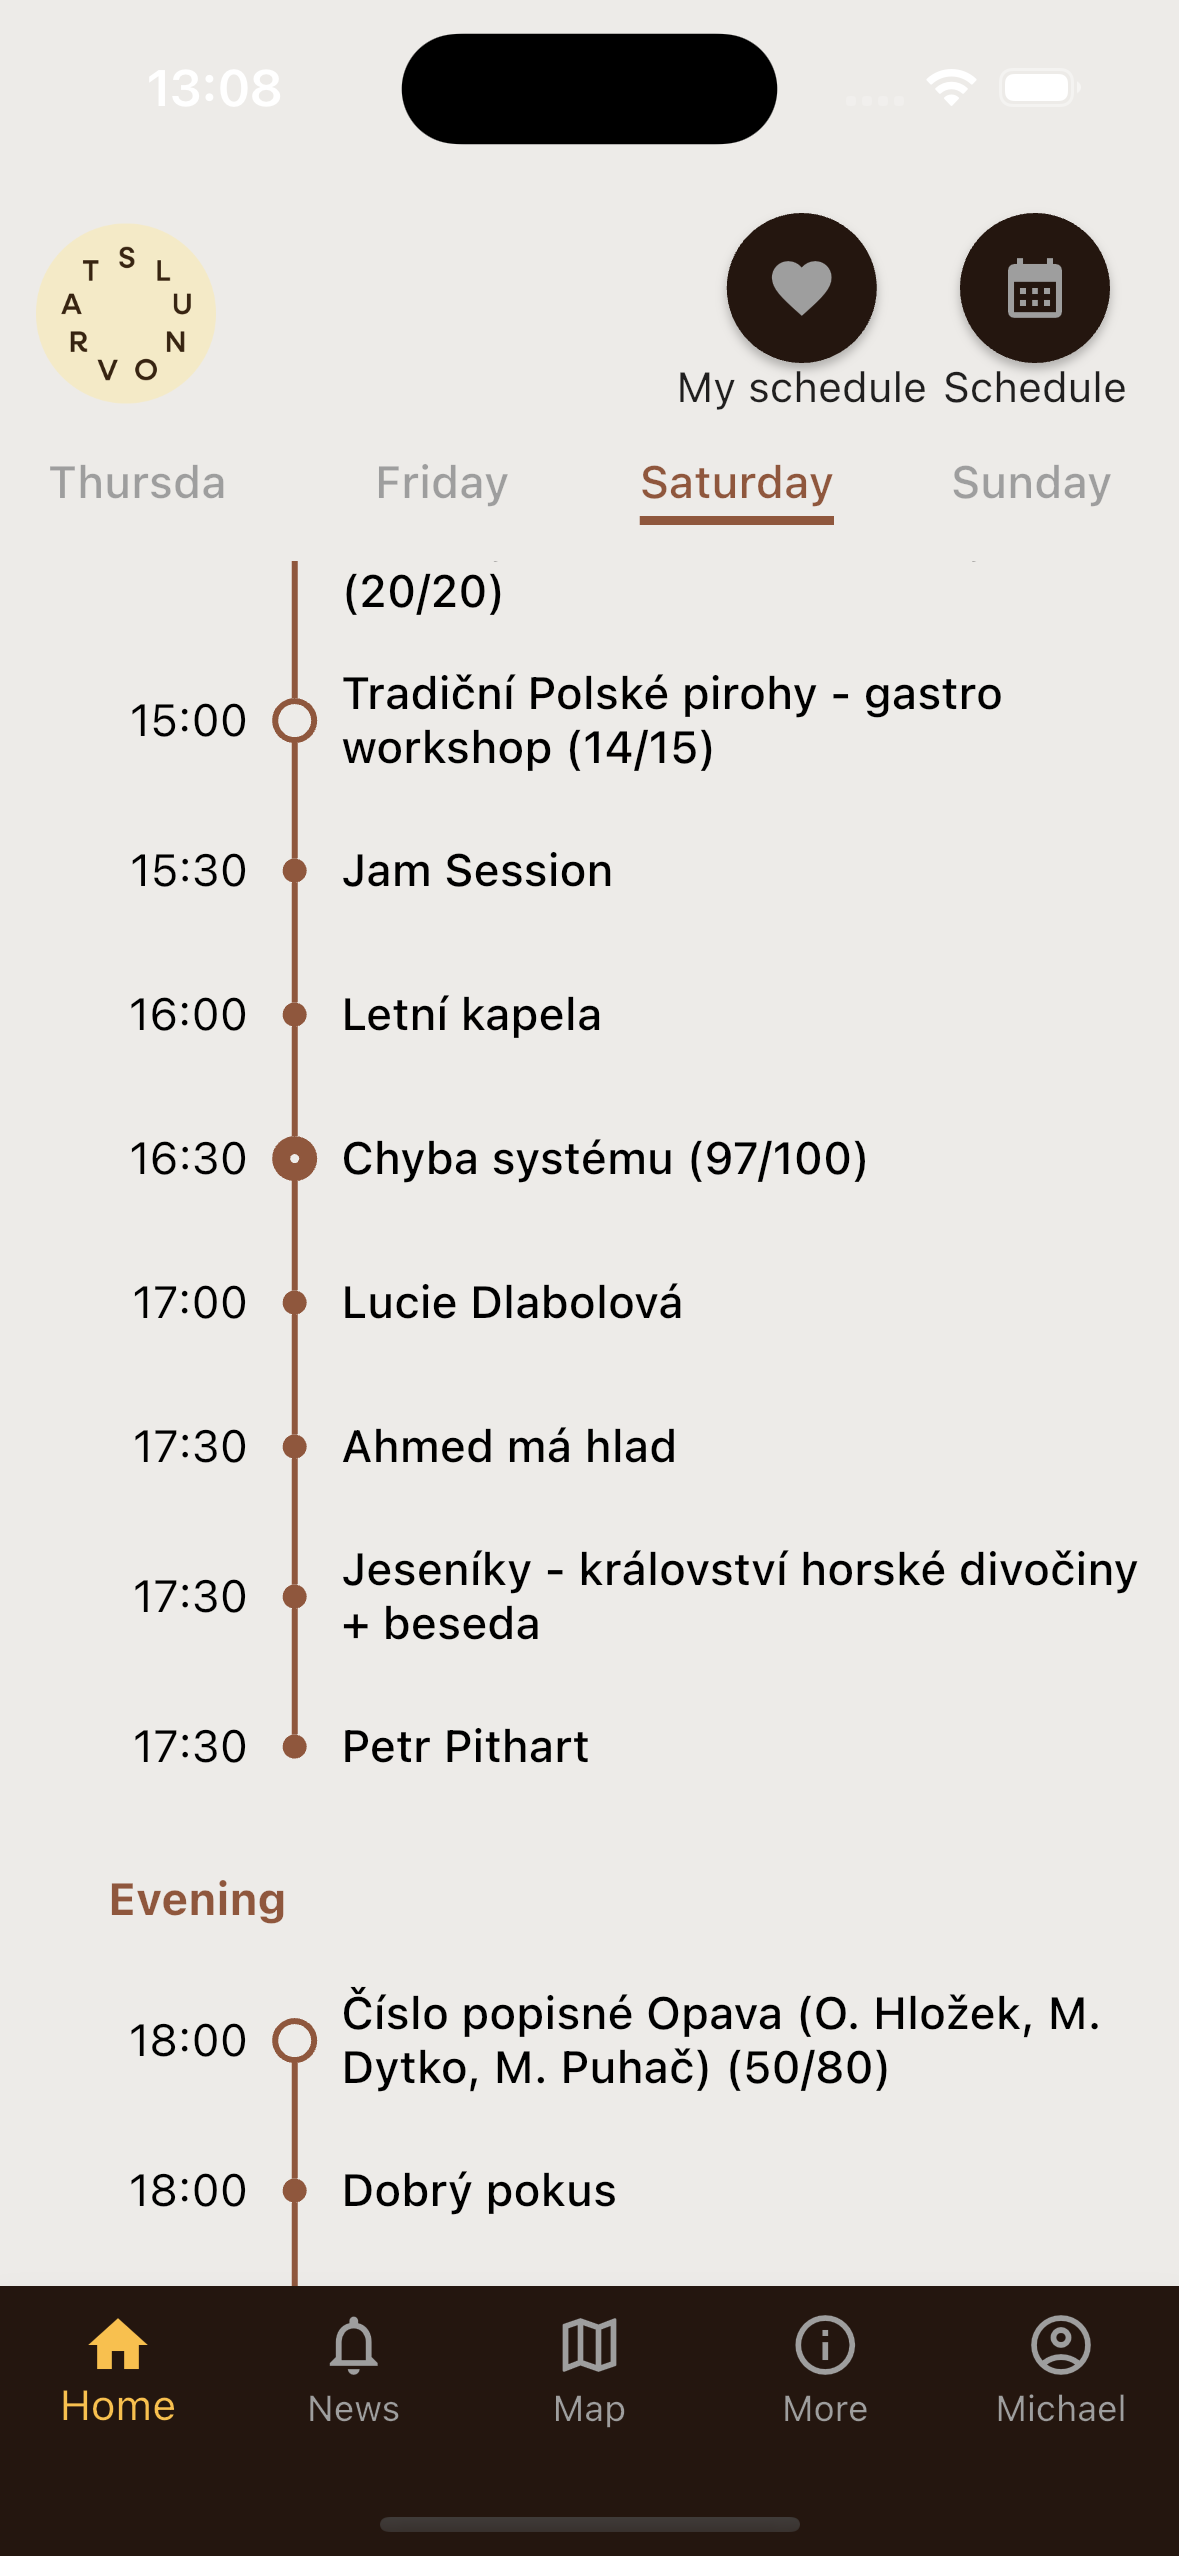 13:08
SLUNOVRAT
My schedule
Schedule
Thursda
Friday
Saturday
Sunday
(20/20)
15:00
Tradiční Polské pirohy - gastro
workshop (14/15)
15:30
Jam Session
16:00
Letní kapela
16:30
Chyba systému (97/100)
17:00
Lucie Dlabolová
17:30
Ahmed má hlad
17:30
Jeseníky - království horské divočiny
+ beseda
17:30
Petr Pithart
Evening
18:00
Číslo popisné Opava (O. Hložek, M.
Dytko, M. Puhač) (50/80)
18:00
Dobrý pokus
Home
News
Map
More
Michael